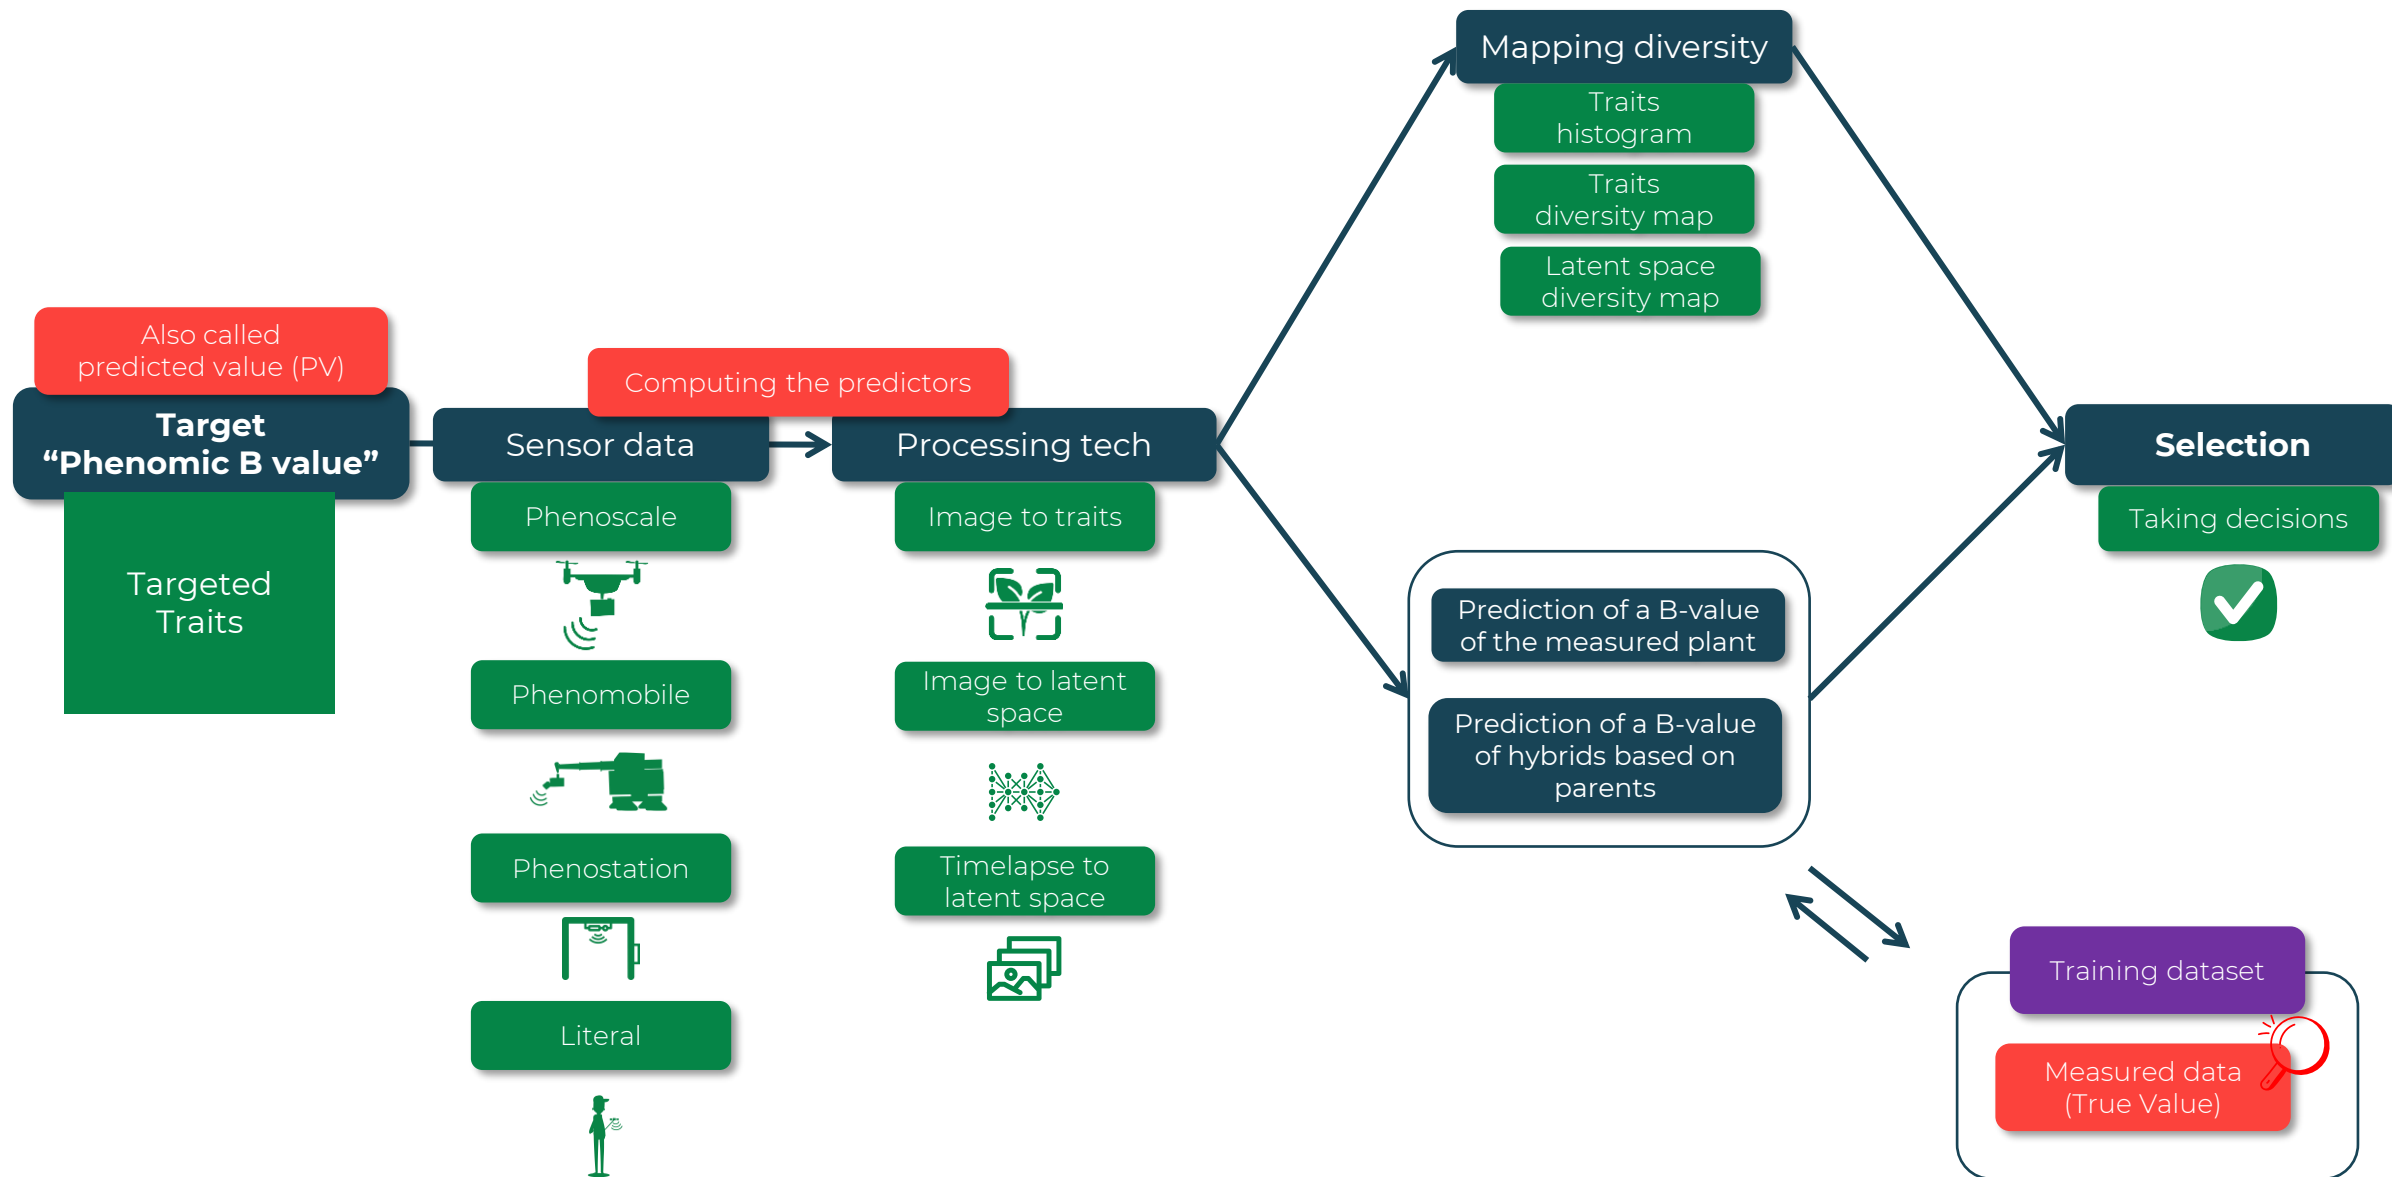 Also called
predicted value (PV)
Target
“Phenomic B value”
Targeted
Traits
Computing the predictors
Sensor data
Phenoscale
Phenomobile
Phenostation
Literal
Processing tech
Image to traits
Image to latent
space
Timelapse to
latent space
Mapping diversity
Traits
histogram
Traits
diversity map
Latent space
diversity map
Prediction of a B-value
of the measured plant
Prediction of a B-value
of hybrids based on
parents
Selection
Taking decisions
Training dataset
Measured data
(True Value)